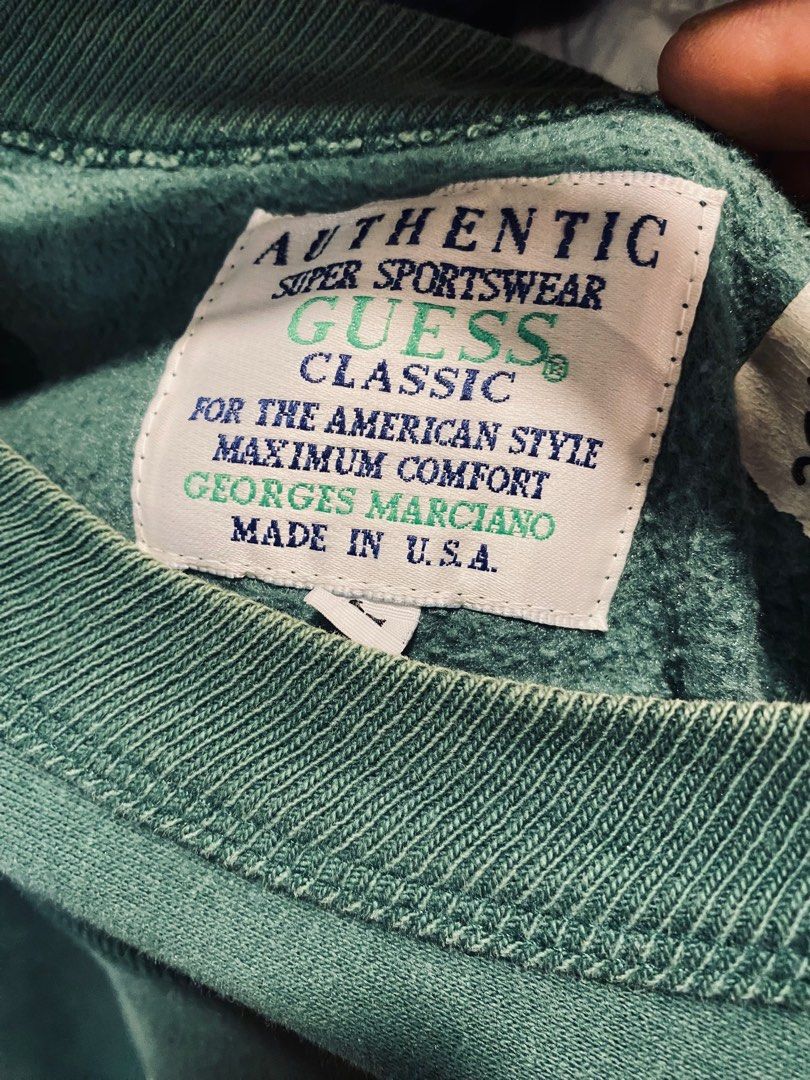 AUTHENTIC
SUPER SPORTSWEAR
GUESS®
CLASSIC
FOR THE AMERICAN STYLE
MAXIMUM COMFORT
GEORGES MARCIANO
MADE IN U.S.A.